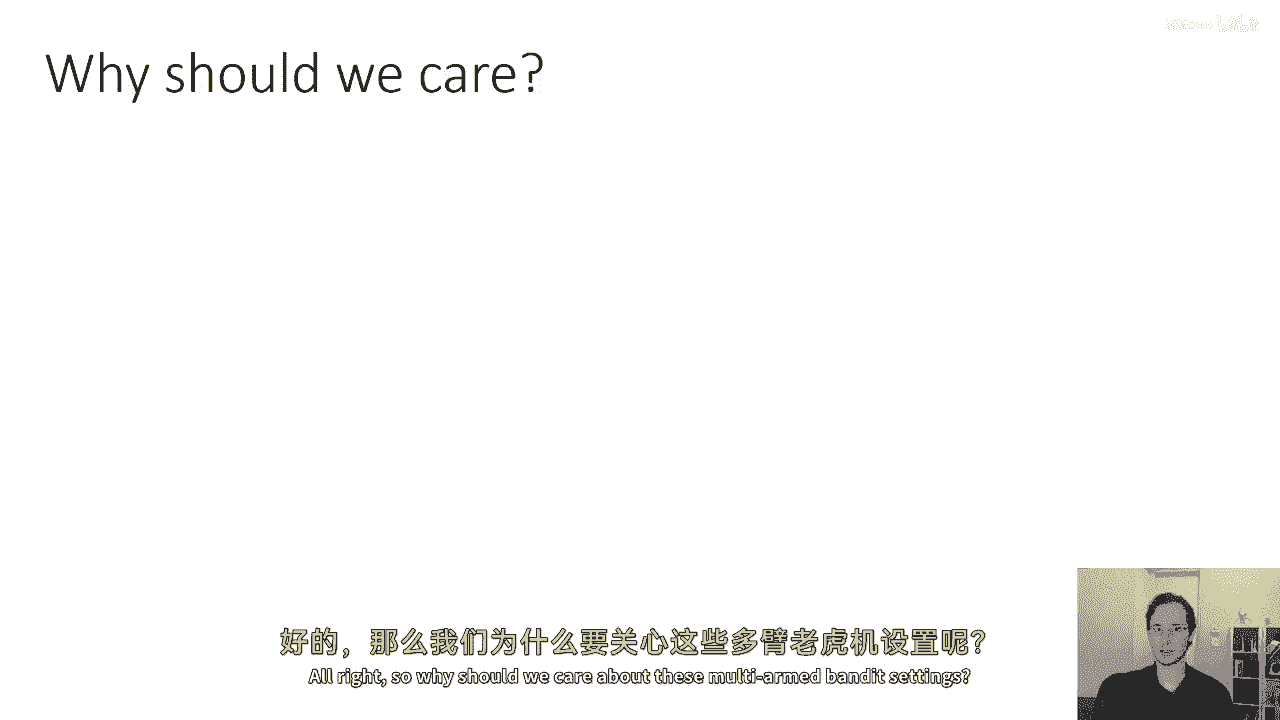 Why should we care?
好的，那么我们为什么要关心这些多臂老虎机设置呢？
All right, so why should we care about these multi-armed bandit settings?